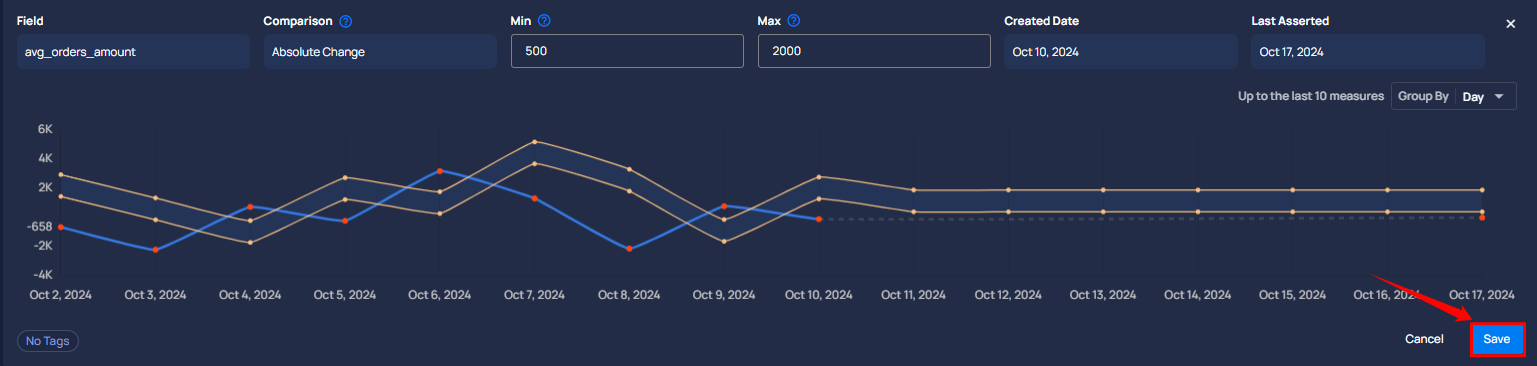 Field Comparison Min Max Created Date Last Asserted
avg_orders_amount Absolute Change 500 2000 Oct 10, 2024 Oct 17, 2024
Up to the last 10 measures Group By Day
6K
4K
2K
-658
-2K
-4K
Oct 2, 2024 Oct 3, 2024 Oct 4, 2024 Oct 5, 2024 Oct 6, 2024 Oct 7, 2024 Oct 8, 2024 Oct 9, 2024 Oct 10, 2024 Oct 11, 2024 Oct 12, 2024 Oct 13, 2024 Oct 14, 2024 Oct 15, 2024 Oct 16, 2024 Oct 17, 2024
No Tags Cancel Save